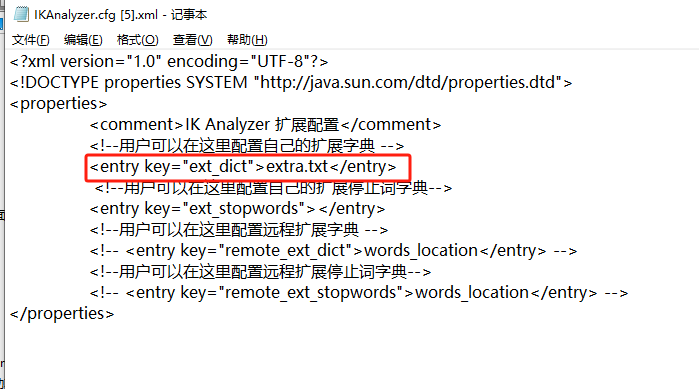 IKAnalyzer.cfg [5].xml - 记事本
文件(F) 编辑(E) 格式(O) 查看(V) 帮助(H)
<?xml version="1.0" encoding="UTF-8"?>
<!DOCTYPE properties SYSTEM "http://java.sun.com/dtd/properties.dtd">
<properties>
<comment>IK Analyzer 扩展配置</comment>
<!--用户可以在这里配置自己的扩展字典 -->
<entry key="ext_dict">extra.txt</entry>
<!--用户可以在这里配置自己的扩展停止词字典-->
<entry key="ext_stopwords"></entry>
<!--用户可以在这里配置远程扩展字典 -->
<!-- <entry key="remote_ext_dict">words_location</entry> -->
<!--用户可以在这里配置远程扩展停止词字典-->
<!-- <entry key="remote_ext_stopwords">words_location</entry> -->
</properties>